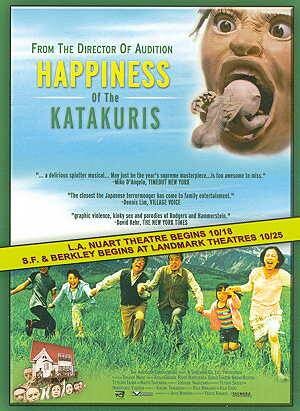 FROM THE DIRECTOR OF AUDITION
HAPPINESS
OF THE
KATAKURIS
"... a delirious splatter musical... May just be the year's supreme masterpiece...is too awesome to miss."
-Mike D'Angelo, TIMEOUT NEW YORK
"The closest the Japanese terrormonger has come to family entertainment."
-Dennis Lim, VILLAGE VOICE
"graphic violence, kinky sex and parodies of Rodgers and Hammerstein."
-David Kehr, THE NEW YORK TIMES
L.A. NUART THEATRE BEGINS 10/18
S.F. & BERKLEY BEGINS AT LANDMARK THEATRES 10/25